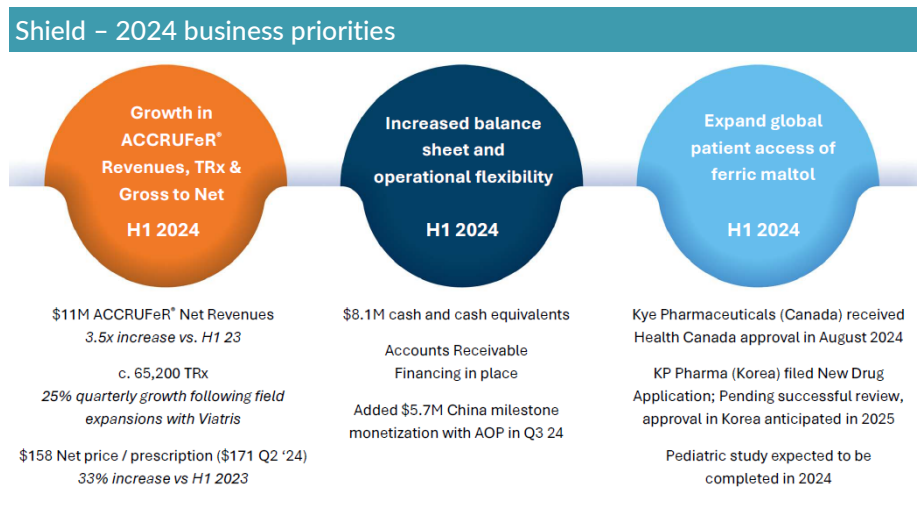 Shield – 2024 business priorities
Growth in
ACCRUFeR®
Revenues, TRx &
Gross to Net
H1 2024
$11M ACCRUFeR® Net Revenues
3.5x increase vs. H1 23
c. 65,200 TRx
25% quarterly growth following field
expansions with Viatris
$158 Net price / prescription ($171 Q2 ‘24)
33% increase vs H1 2023
Increased balance
sheet and
operational flexibility
H1 2024
$8.1M cash and cash equivalents
Accounts Receivable
Financing in place
Added $5.7M China milestone
monetization with AOP in Q3 24
Expand global
patient access of
ferric maltol
H1 2024
Kye Pharmaceuticals (Canada) received
Health Canada approval in August 2024
KP Pharma (Korea) filed New Drug
Application; Pending successful review,
approval in Korea anticipated in 2025
Pediatric study expected to be
completed in 2024